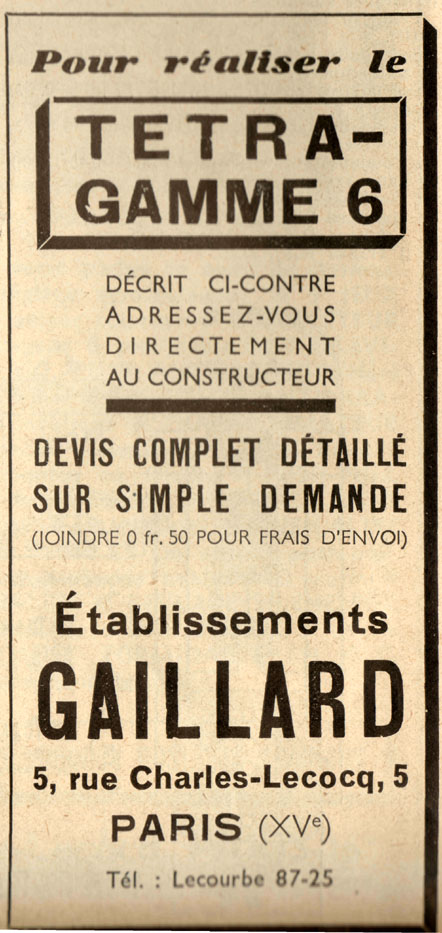 Pour réaliser le
TETRA-
GAMME 6
DÉCRIT CI-CONTRE
ADRESSEZ-VOUS
DIRECTEMENT
AU CONSTRUCTEUR
DEVIS COMPLET DÉTAILLÉ
SUR SIMPLE DEMANDE
(JOINDRE 0 fr. 50 POUR FRAIS D'ENVOI)
Établissements
GAILLARD
5, rue Charles-Lecocq, 5
PARIS (XVe)
Tél. : Lecourbe 87-25